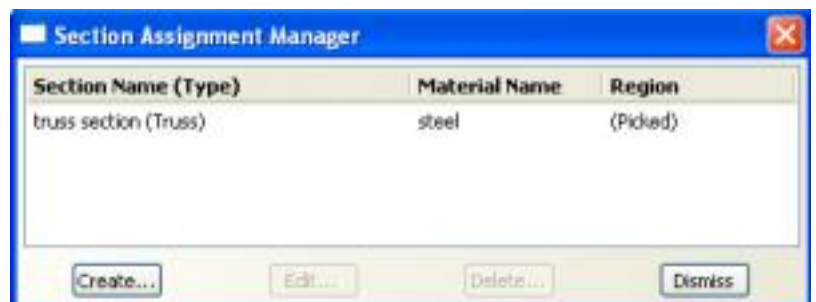 Section Assignment Manager
Section Name (Type) Material Name Region
truss section (Truss) steel (Picked)
Create... Edit... Delete... Dismiss